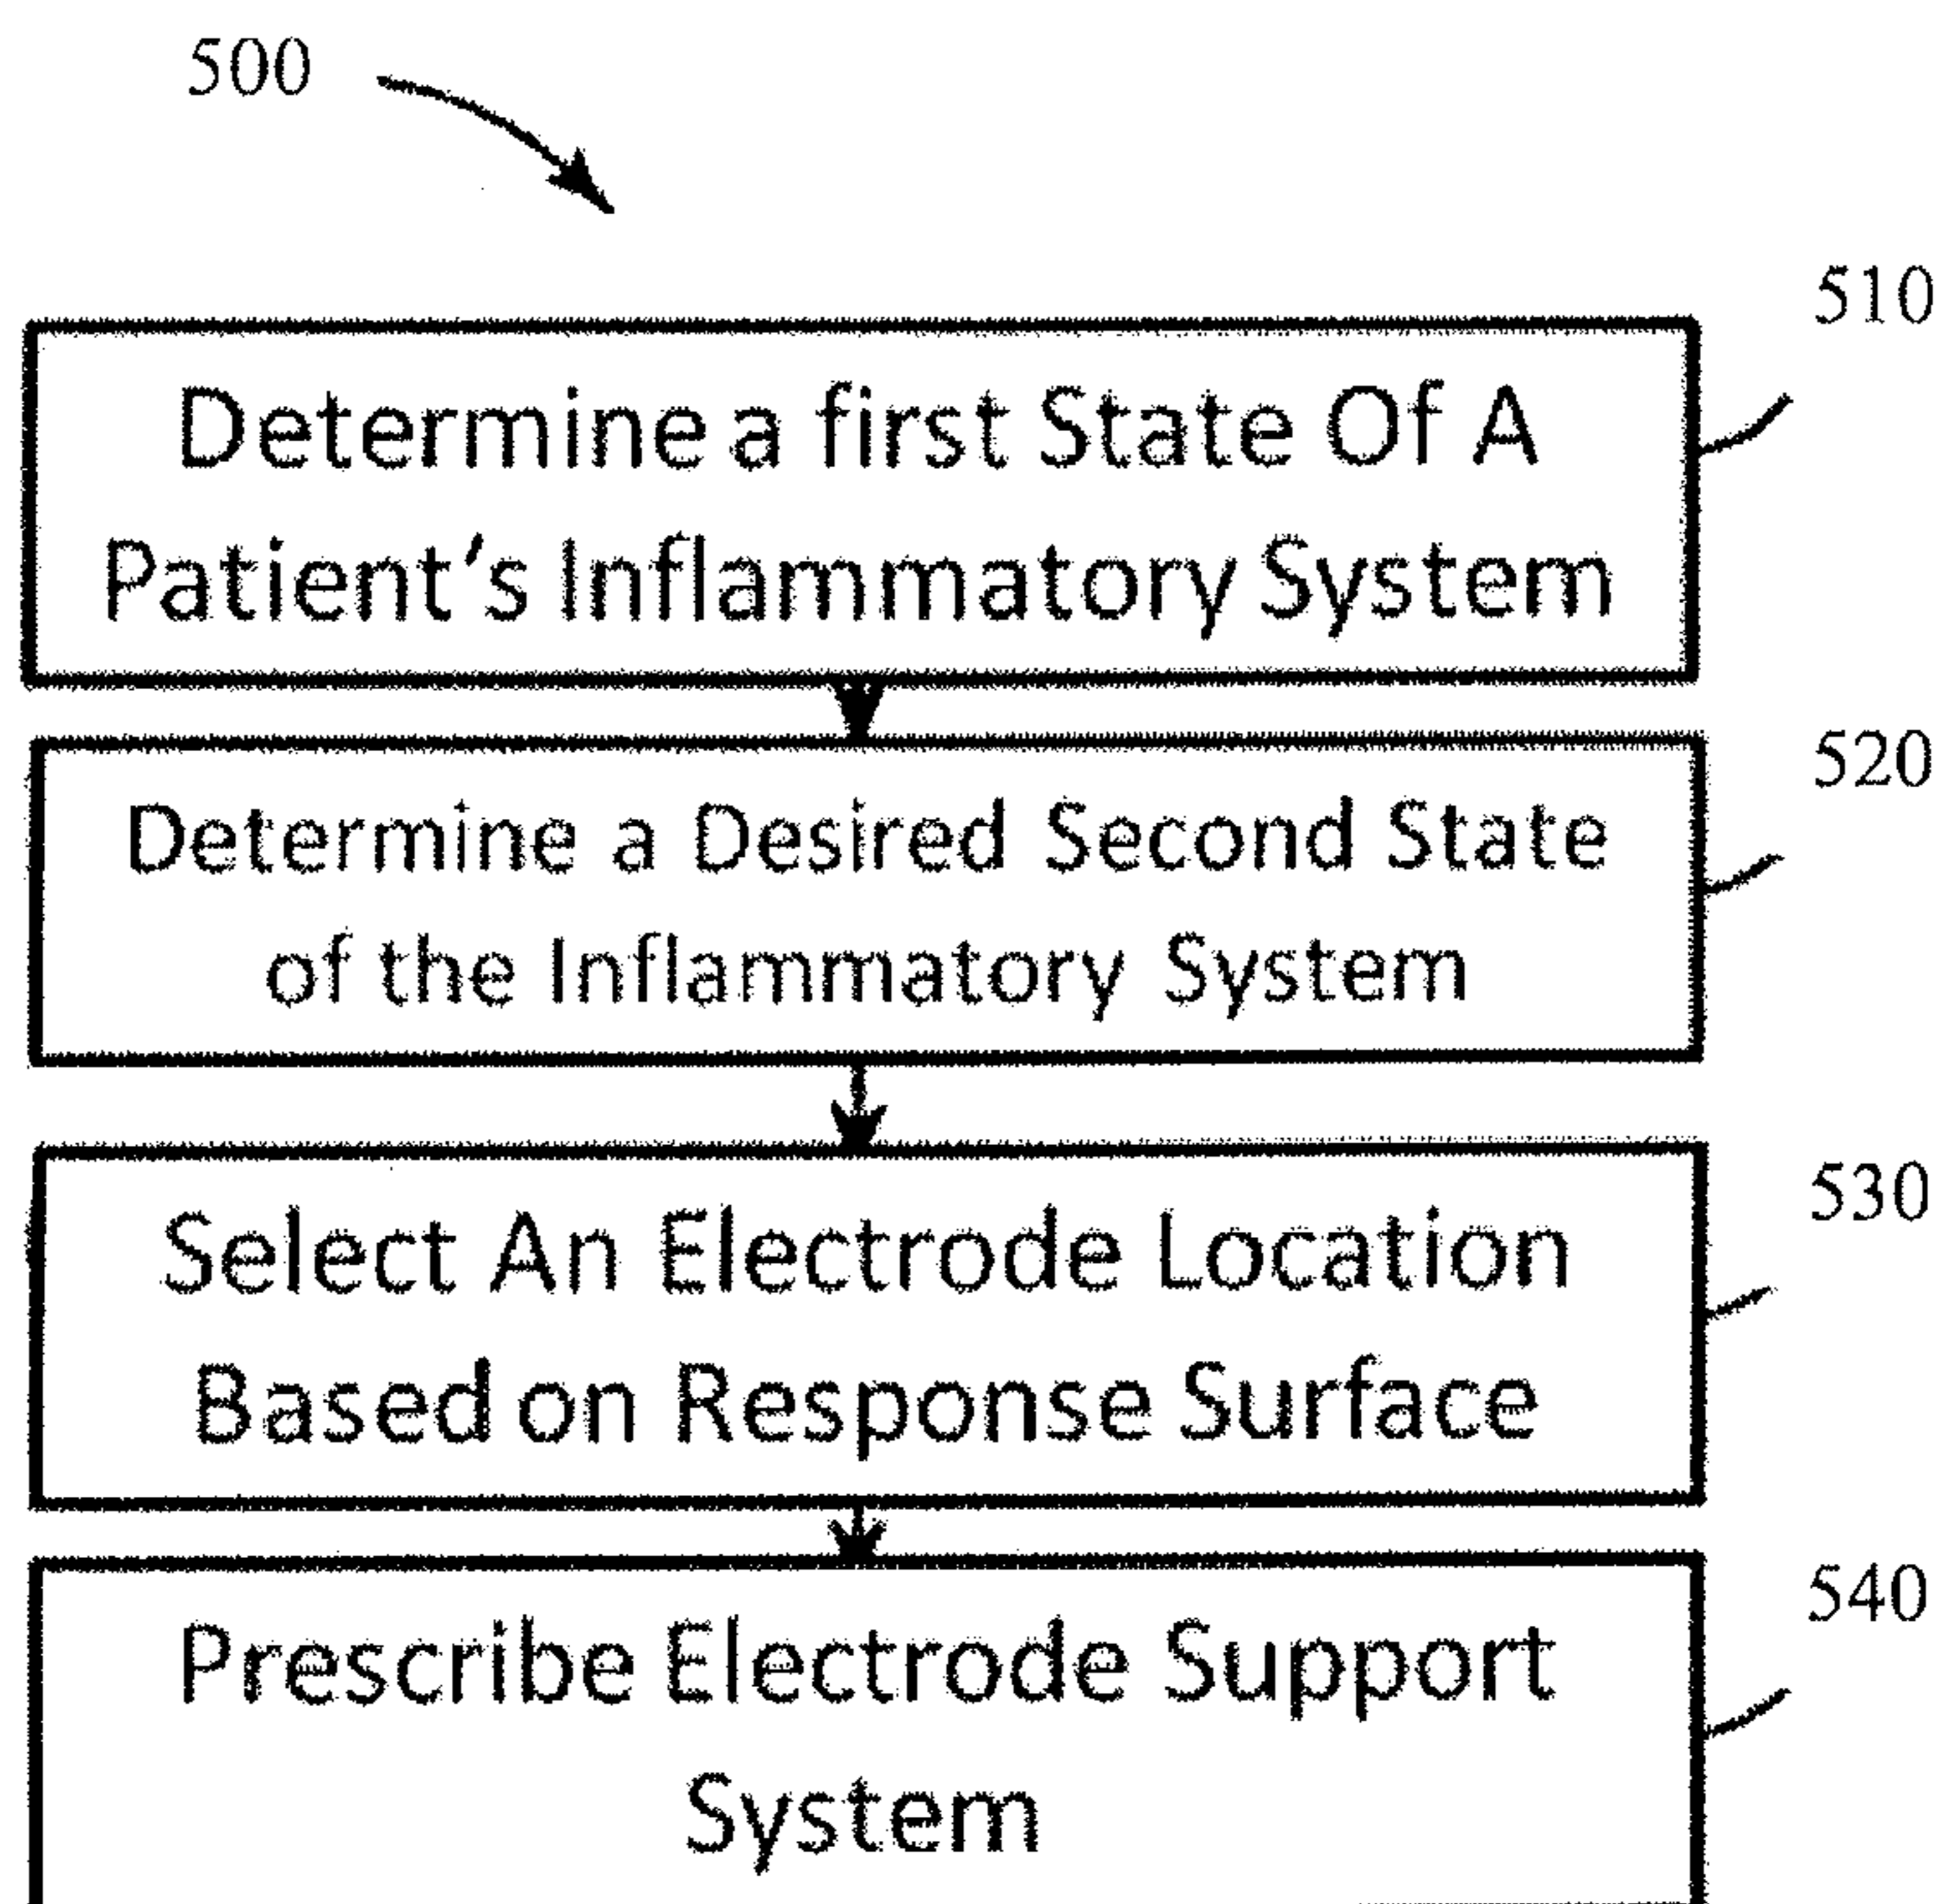 500
510
Determine a first State Of A
Patient's Inflammatory System
520
Determine a Desired Second State
of the Inflammatory System
530
Select An Electrode Location
Based on Response Surface
540
Prescribe Electrode Support
System